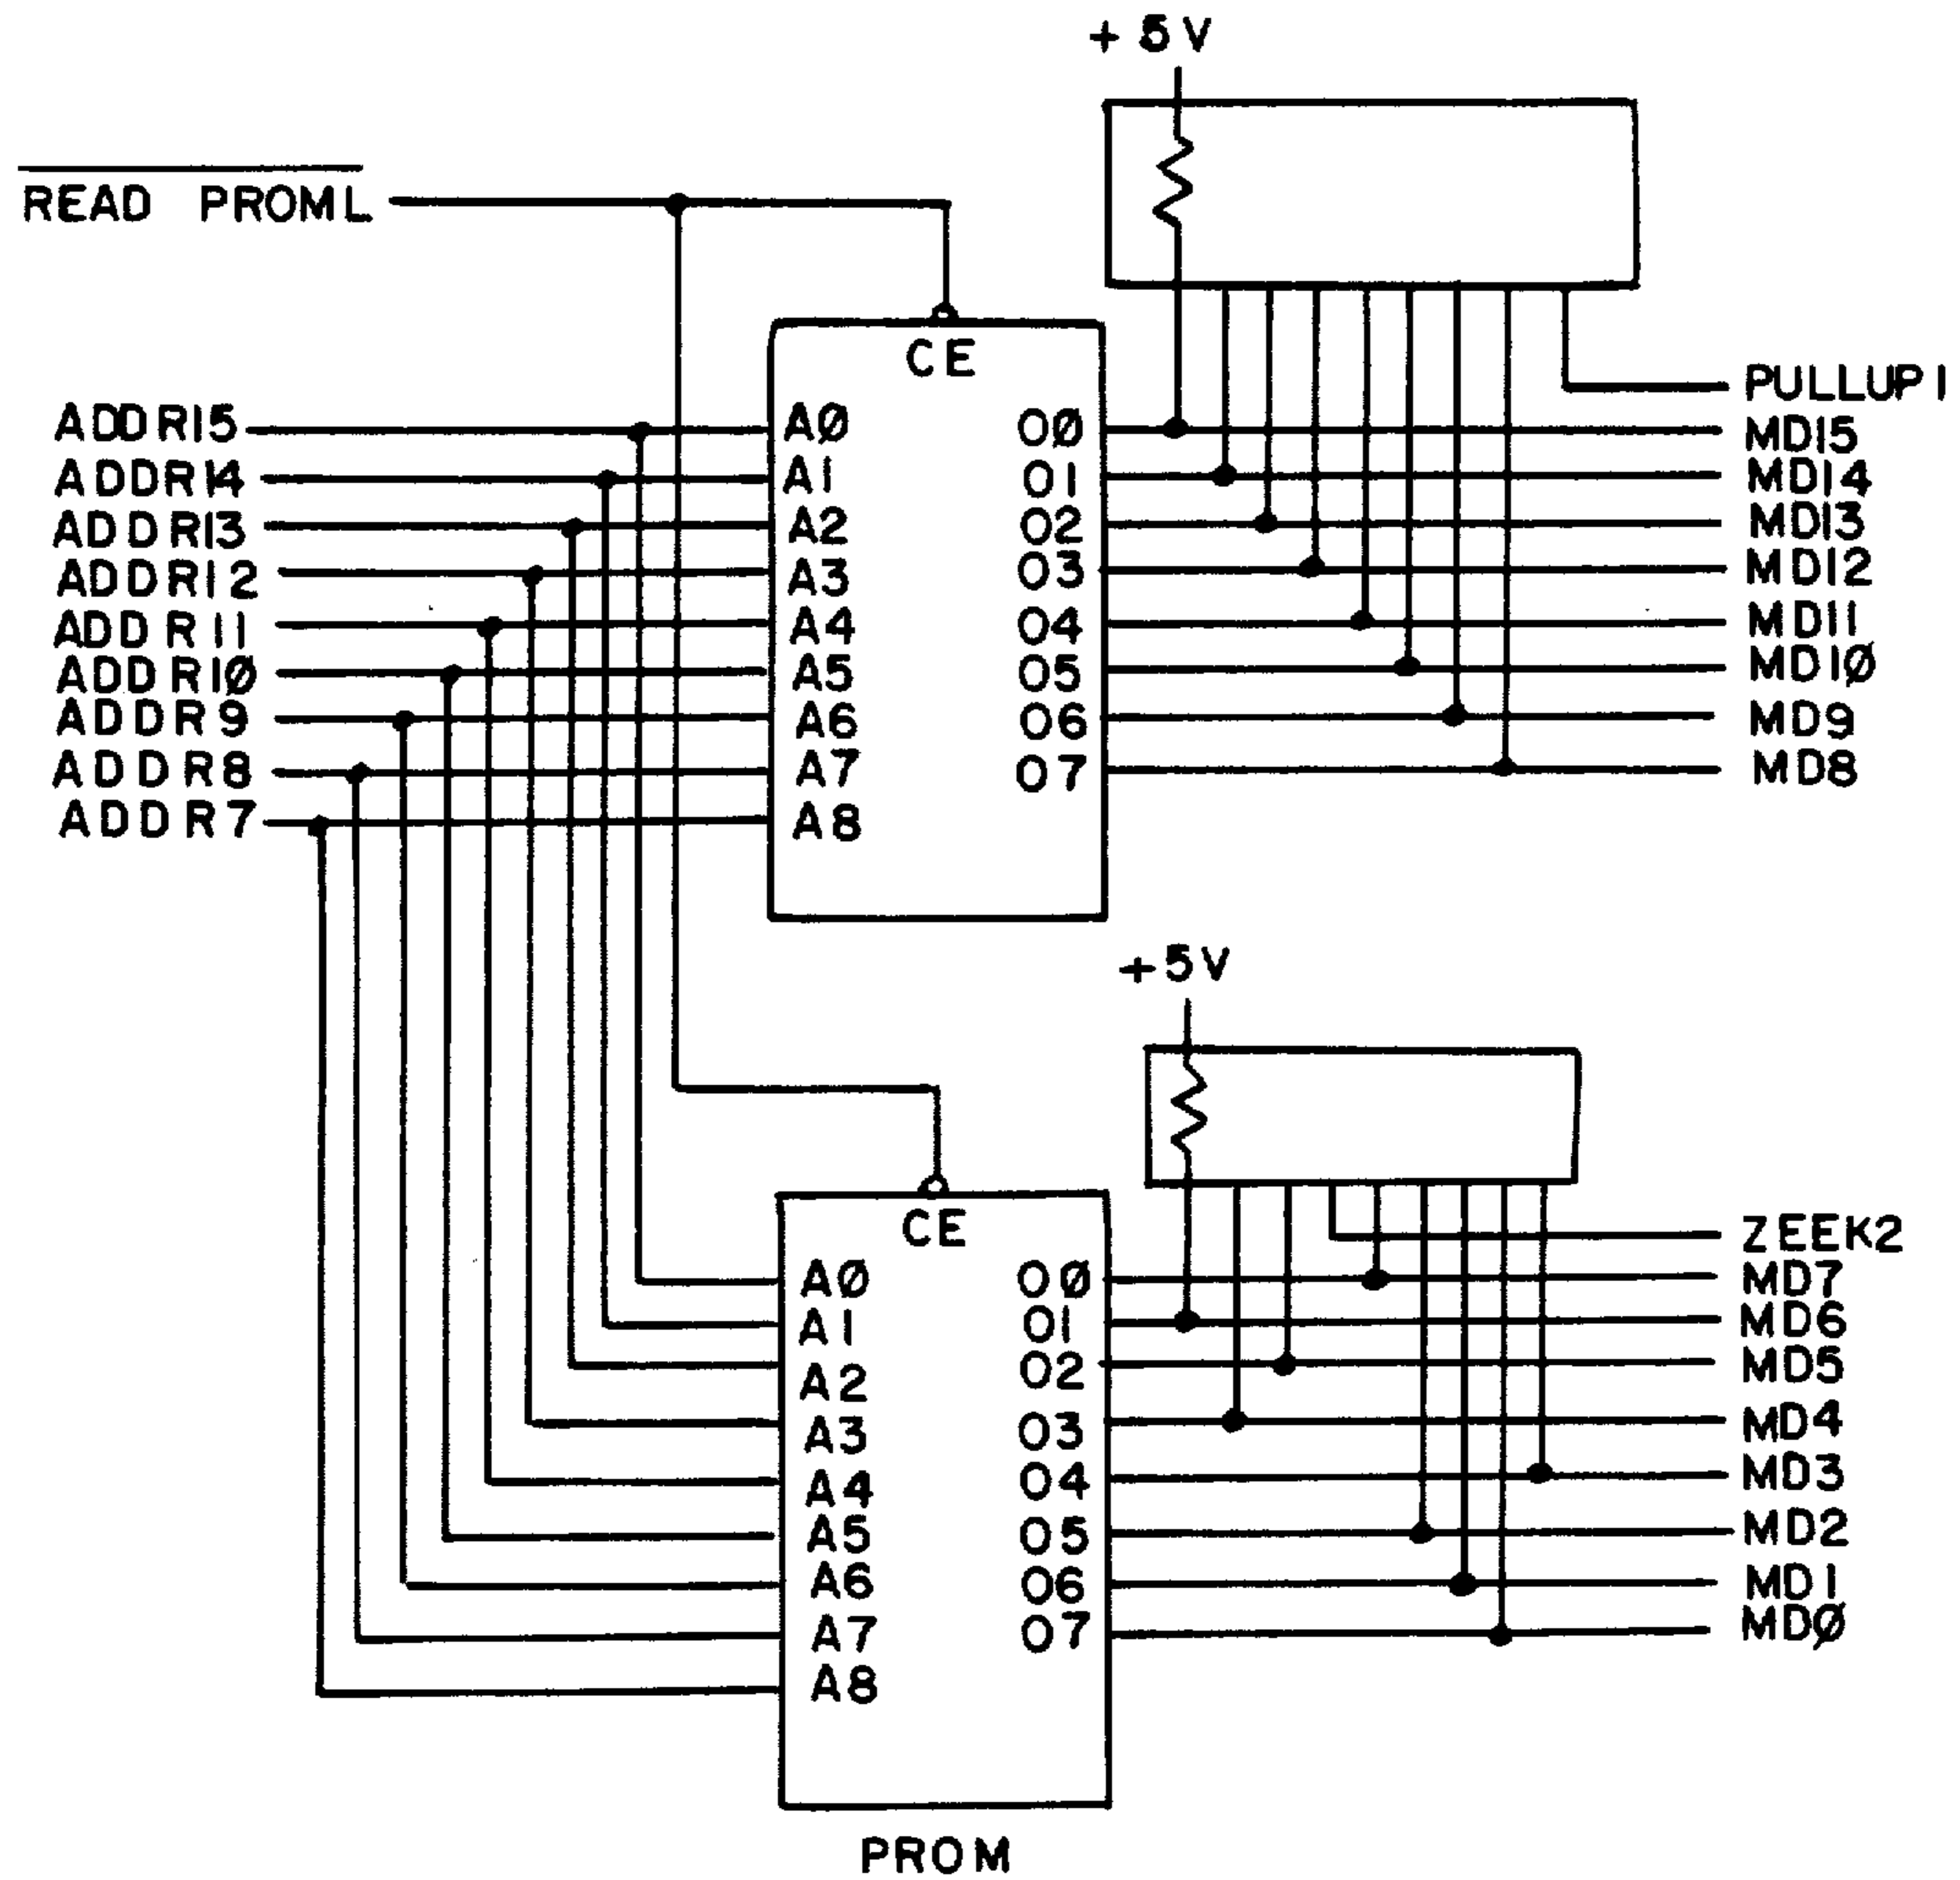 +5V
READ PROML
CE
PULLUP1
ADDR15 A0 O0 MD15
ADDR14 A1 O1 MD14
ADDR13 A2 O2 MD13
ADDR12 A3 O3 MD12
ADDR11 A4 O4 MD11
ADDR10 A5 O5 MD10
ADDR9 A6 O6 MD9
ADDR8 A7 O7 MD8
ADDR7 A8
+5V
CE
ZEEK2
A0 O0 MD7
A1 O1 MD6
A2 O2 MD5
A3 O3 MD4
A4 O4 MD3
A5 O5 MD2
A6 O6 MD1
A7 O7 MD0
A8
PROM